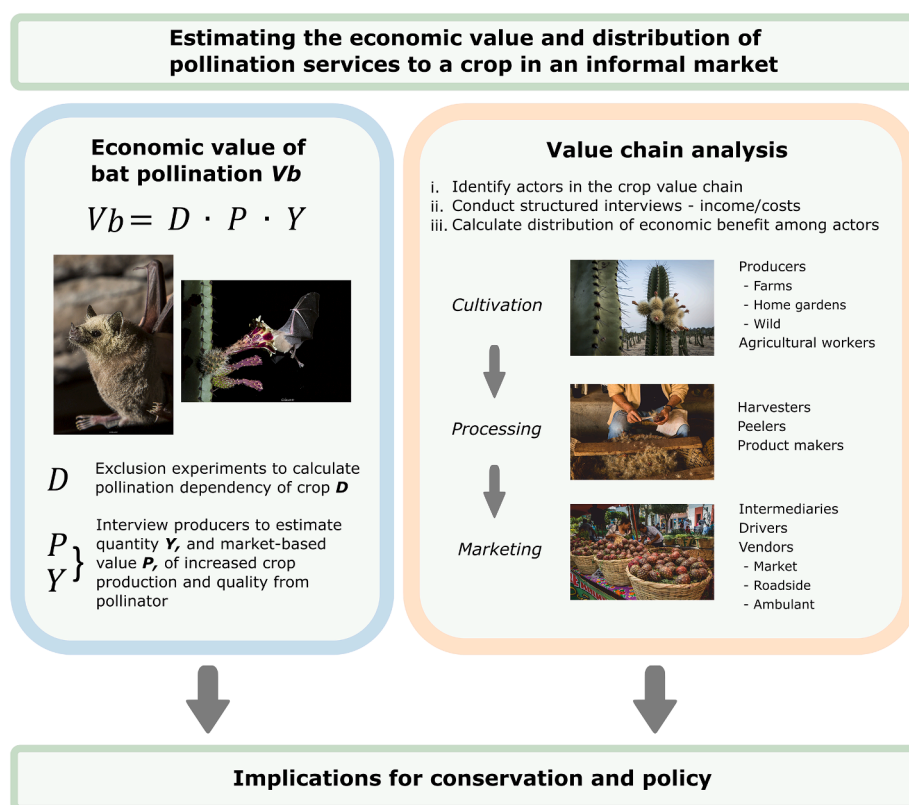 Estimating the economic value and distribution of
pollination services to a crop in an informal market
Economic value of
bat pollination Vb
Vb = D · P · Y
D
Exclusion experiments to calculate
pollination dependency of crop D
P
Y
}
Interview producers to estimate
quantity Y, and market-based
value P, of increased crop
production and quality from
pollinator
Value chain analysis
i. Identify actors in the crop value chain
ii. Conduct structured interviews - income/costs
iii. Calculate distribution of economic benefit among actors
Cultivation
Producers
- Farms
- Home gardens
- Wild
Agricultural workers
Processing
Harvesters
Peelers
Product makers
Marketing
Intermediaries
Drivers
Vendors
- Market
- Roadside
- Ambulant
Implications for conservation and policy